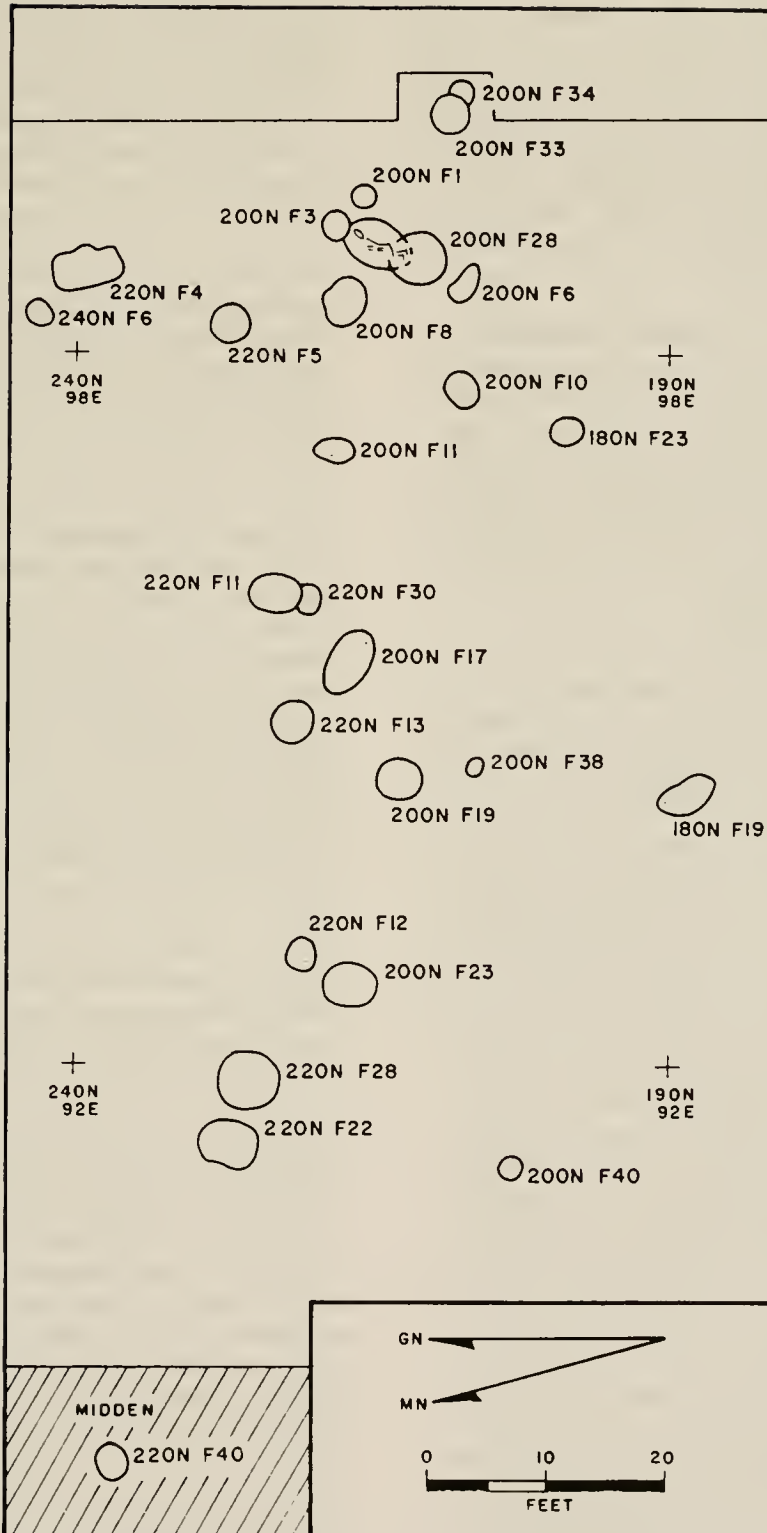 200N F34
200N F33
200N F1
200N F3
200N F28
220N F4
200N F6
240N F6
200N F8
220N F5
240N
98E
190N
98E
200N F10
180N F23
200N F11
220N F11
220N F30
200N F17
220N F13
200N F38
200N F19
180N F19
220N F12
200N F23
220N F28
240N
92E
190N
92E
220N F22
200N F40
GN
MN
MIDDEN
220N F40
0 10 20
FEET